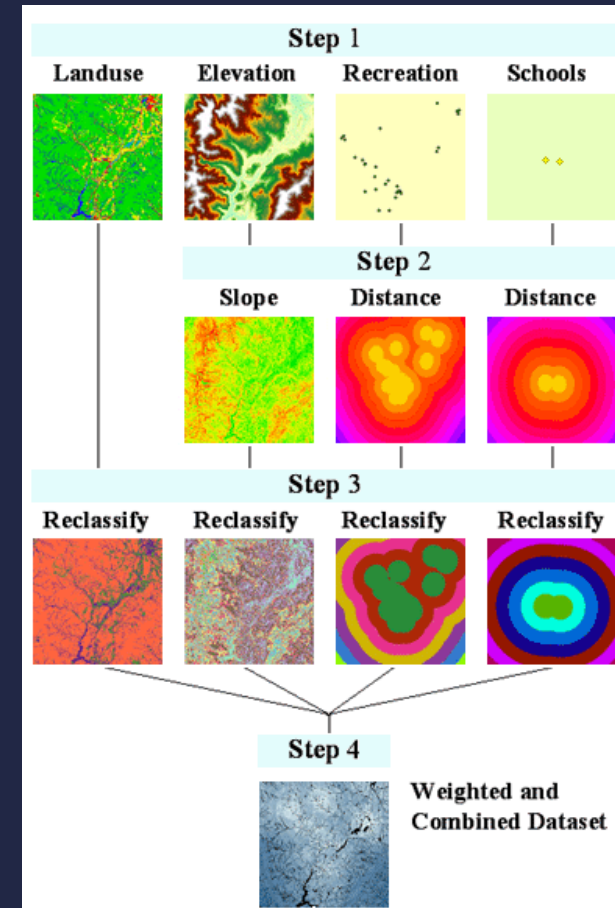 Step 1
Landuse Elevation Recreation Schools
Step 2
Slope Distance Distance
Step 3
Reclassify Reclassify Reclassify Reclassify
Step 4
Weighted and
Combined Dataset